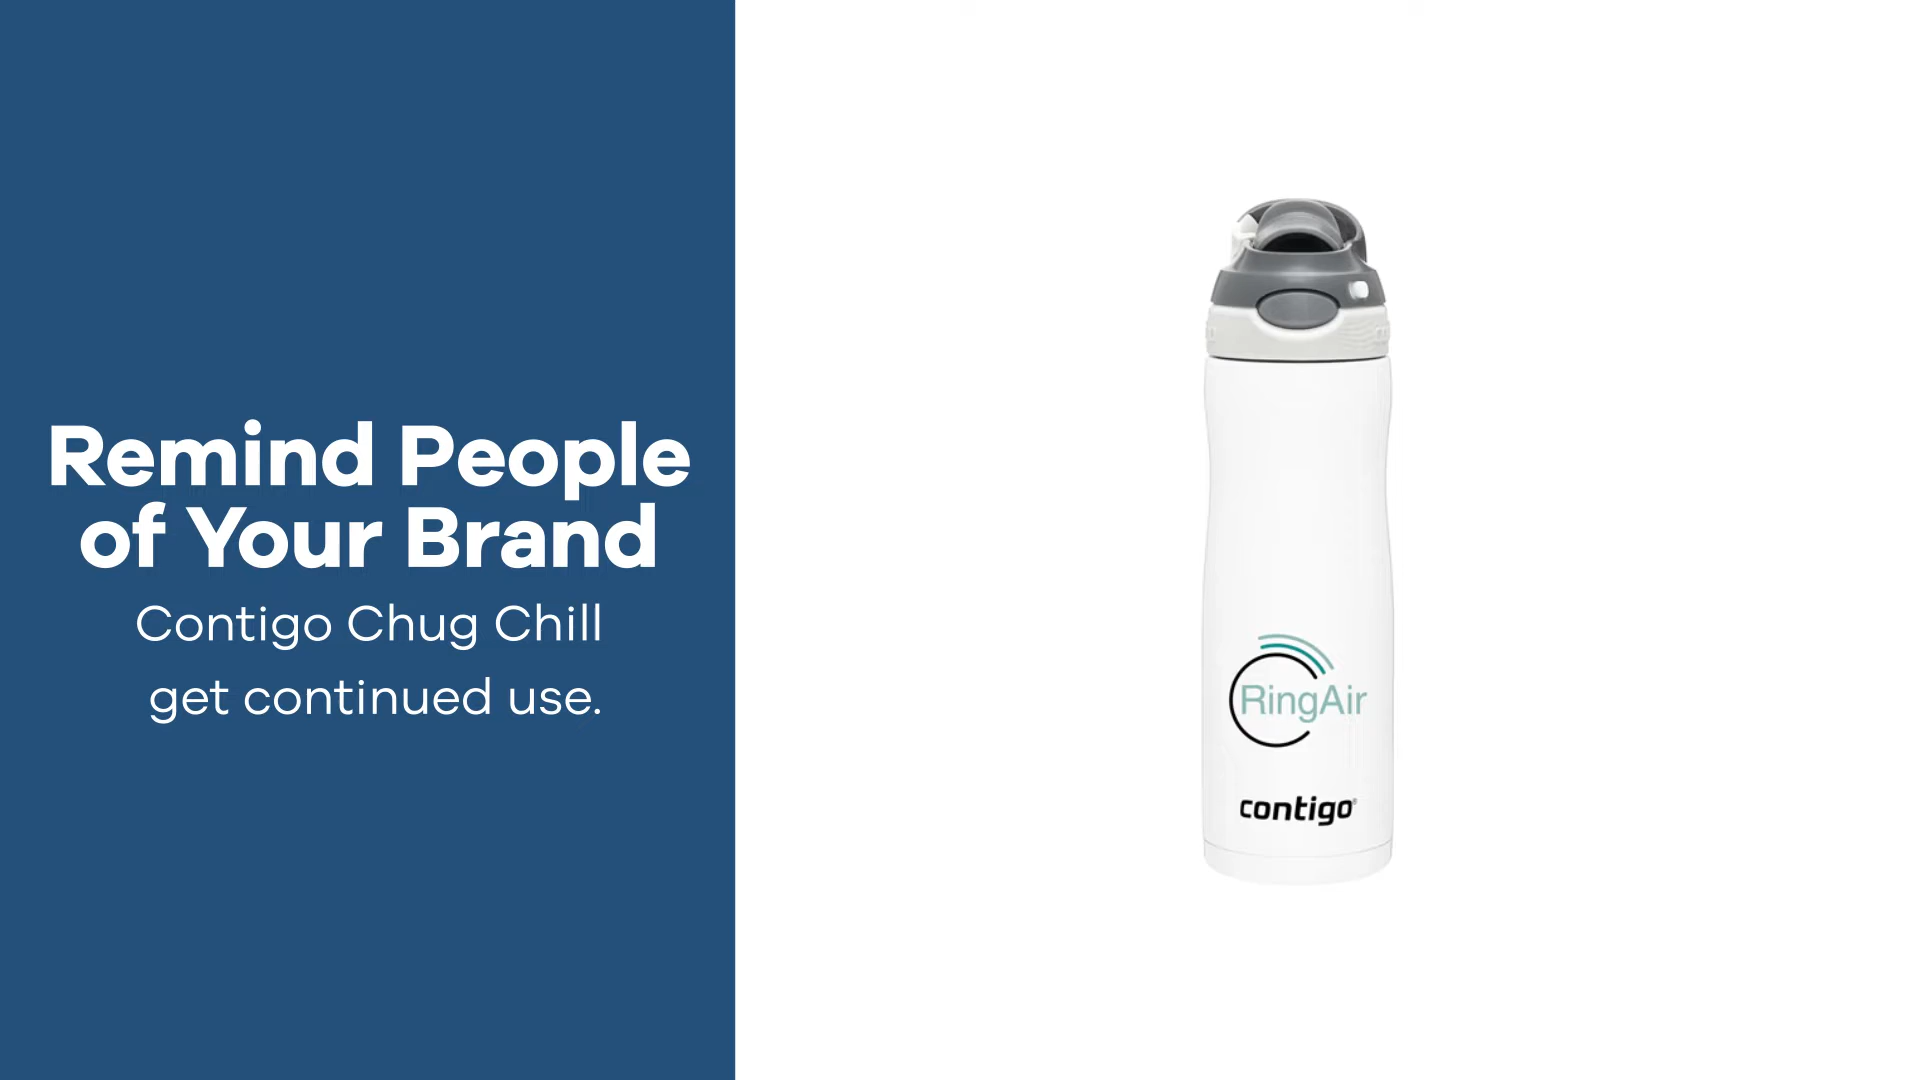 Remind People
of Your Brand
Contigo Chug Chill
get continued use.
RingAir
contigo®